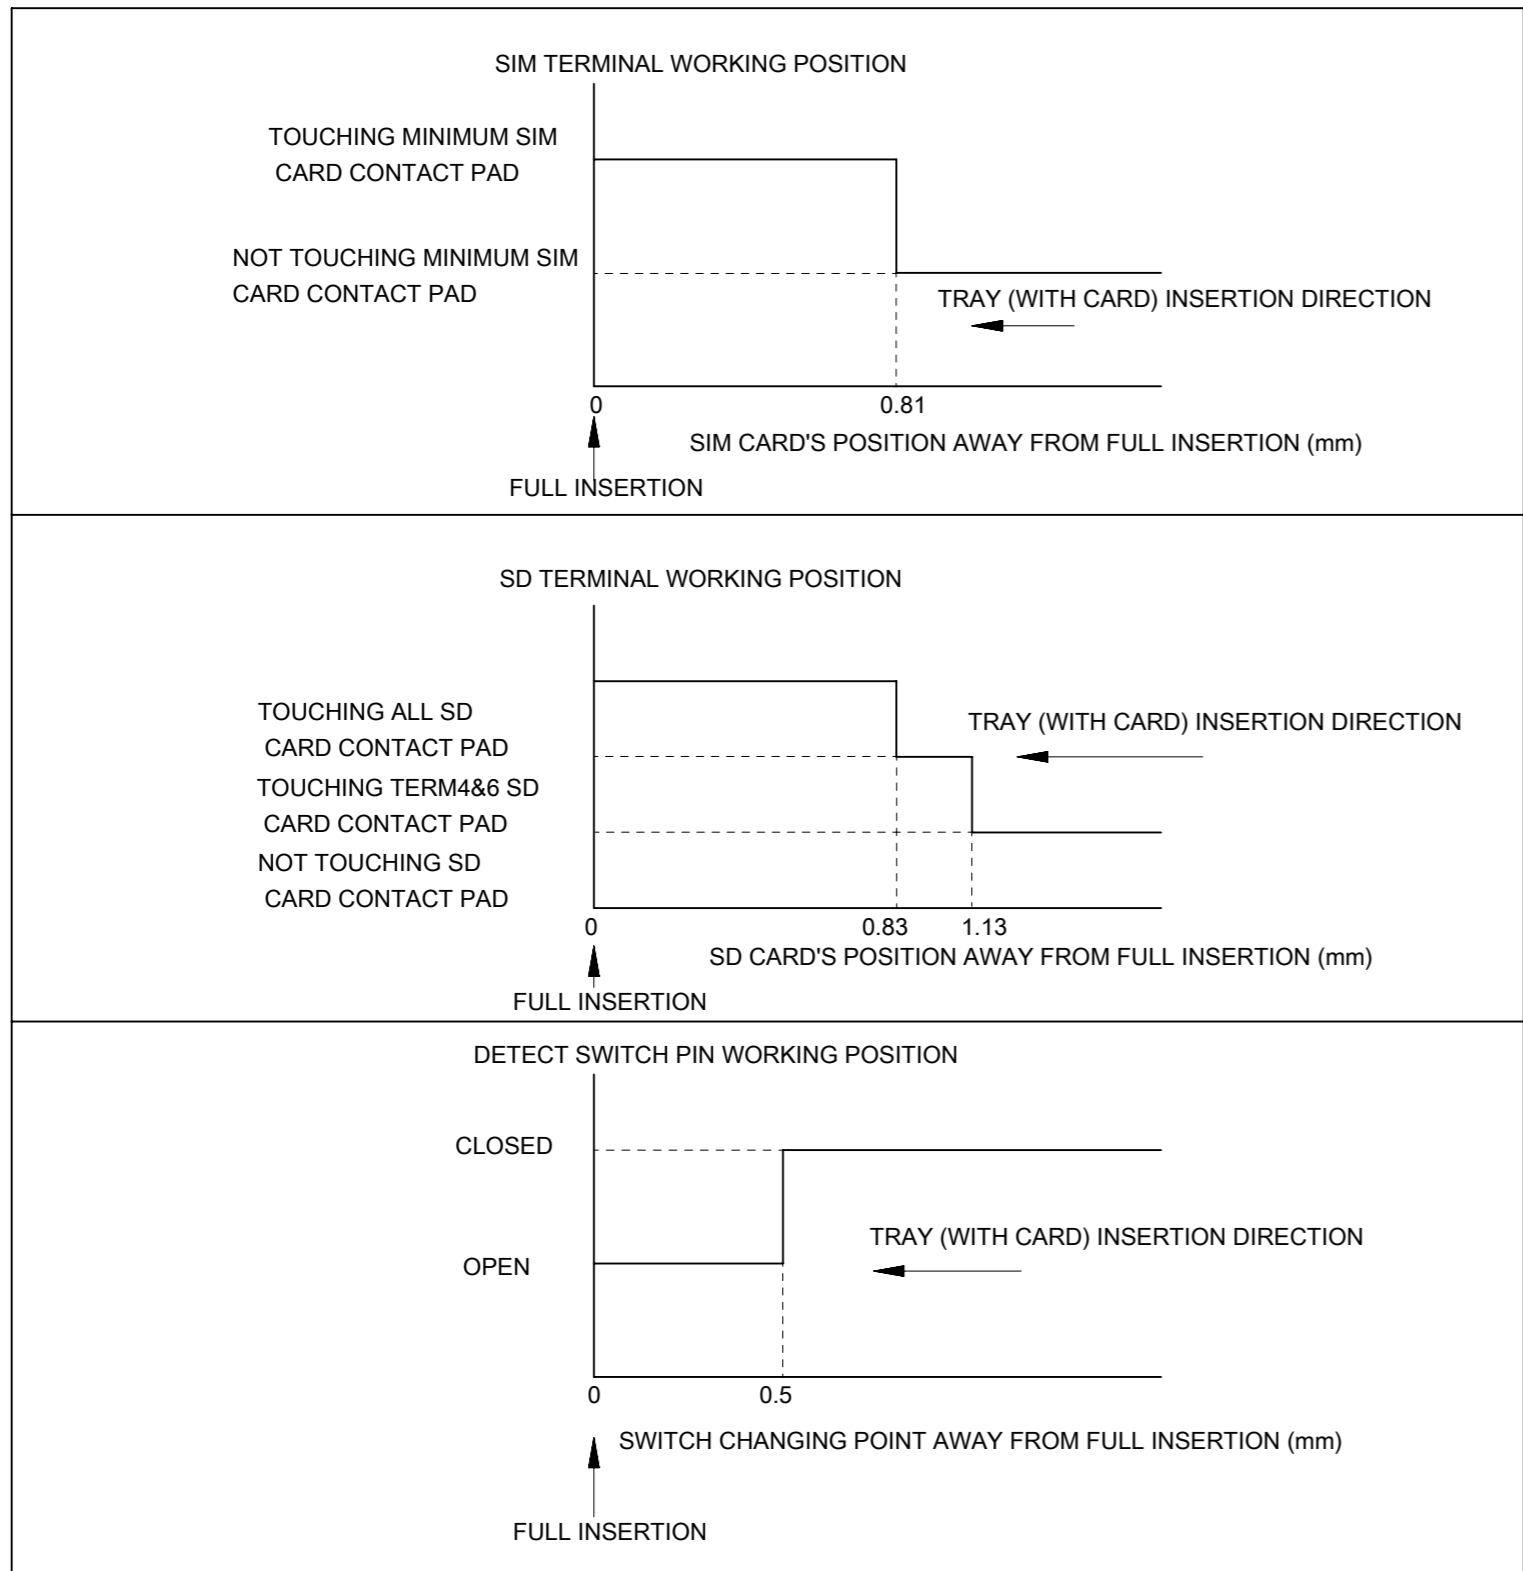 SIM TERMINAL WORKING POSITION
TOUCHING MINIMUM SIM
CARD CONTACT PAD
NOT TOUCHING MINIMUM SIM
CARD CONTACT PAD
TRAY (WITH CARD) INSERTION DIRECTION
0
0.81
SIM CARD'S POSITION AWAY FROM FULL INSERTION (mm)
FULL INSERTION
SD TERMINAL WORKING POSITION
TOUCHING ALL SD
CARD CONTACT PAD
TRAY (WITH CARD) INSERTION DIRECTION
TOUCHING TERM4&6 SD
CARD CONTACT PAD
NOT TOUCHING SD
CARD CONTACT PAD
0
0.83
1.13
SD CARD'S POSITION AWAY FROM FULL INSERTION (mm)
FULL INSERTION
DETECT SWITCH PIN WORKING POSITION
CLOSED
TRAY (WITH CARD) INSERTION DIRECTION
OPEN
0
0.5
SWITCH CHANGING POINT AWAY FROM FULL INSERTION (mm)
FULL INSERTION